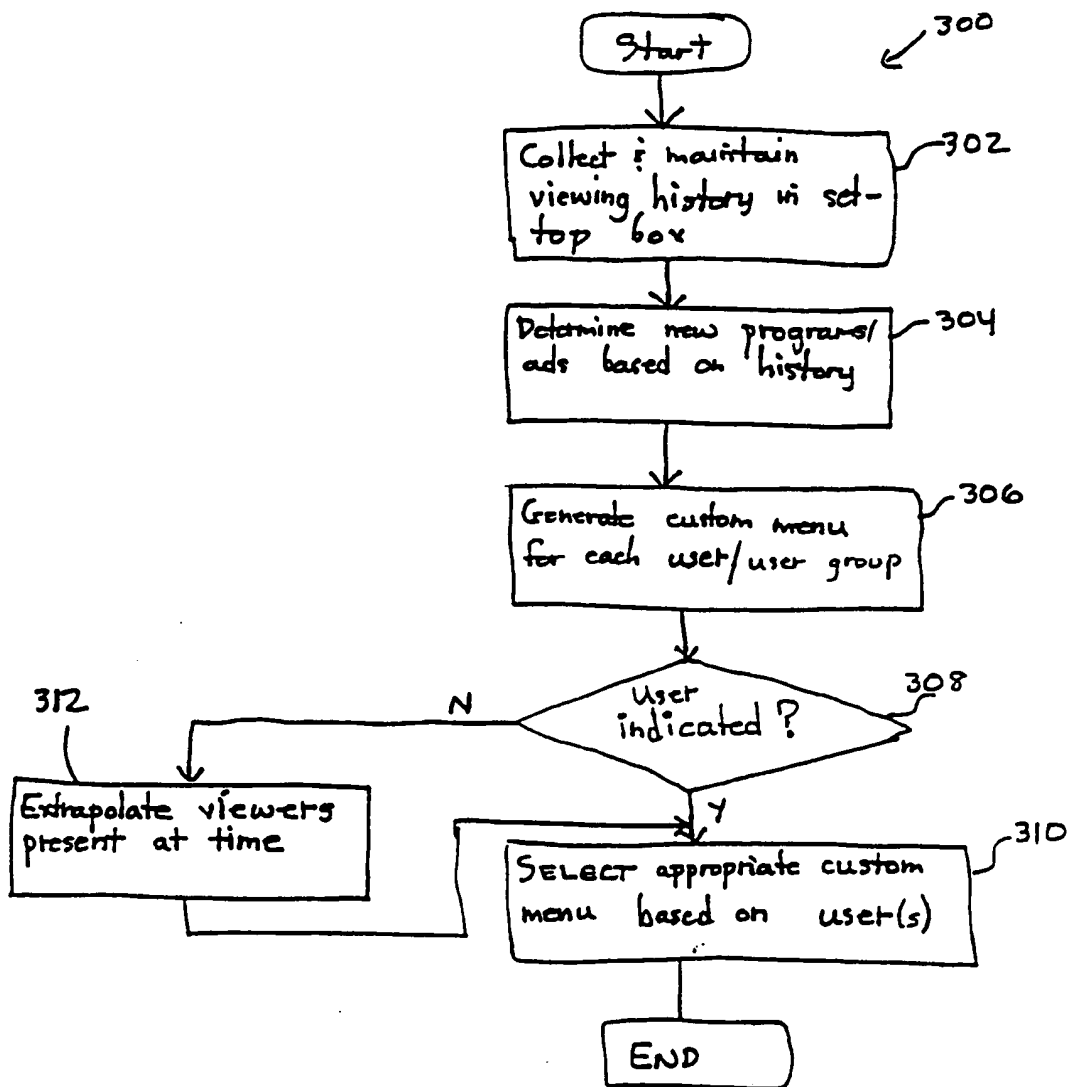 Start
300
Collect & maintain
viewing history in set-
top box
302
Determine new programs/
ads based on history
304
Generate custom menu
for each user/user group
306
User
indicated?
308
N
Y
312
Extrapolate viewers
present at time
SELECT appropriate custom
menu based on user(s)
310
END